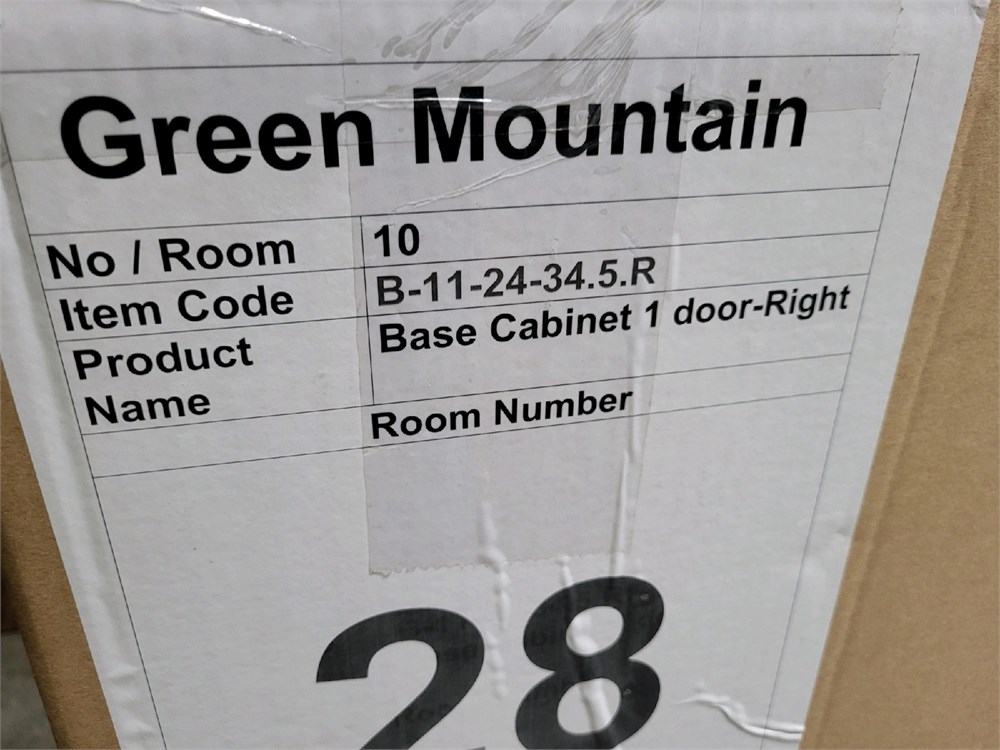 Green Mountain
No / Room 10
Item Code B-11-24-34.5.R
Product Base Cabinet 1 door-Right
Name
Room Number
28